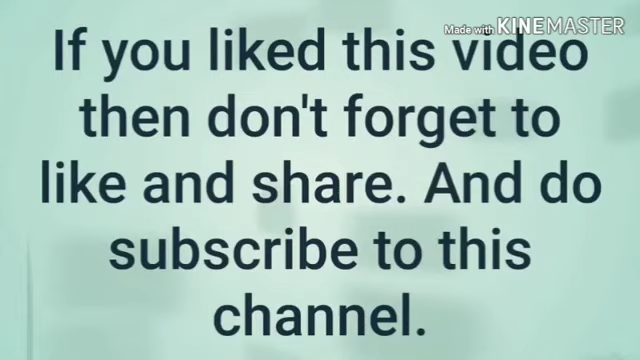 Made with KINEMASTER
If you liked this video
then don't forget to
like and share. And do
subscribe to this
channel.